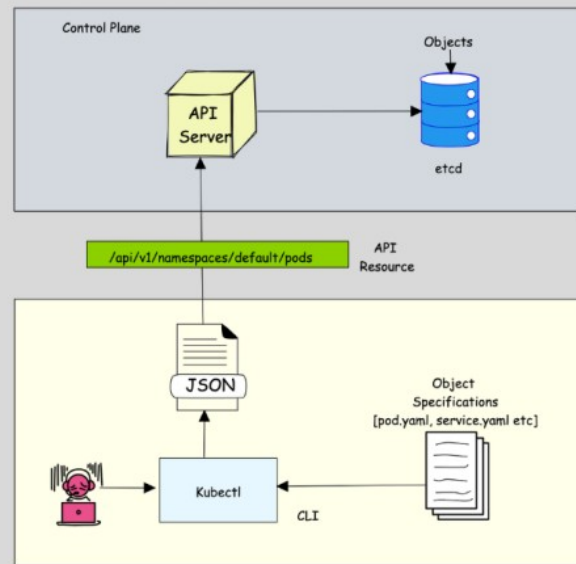 Control Plane
Objects
API
Server
etcd
/api/v1/namespaces/default/pods
API
Resource
JSON
Object
Specifications
[pod.yaml, service.yaml etc]
Kubectl
CLI